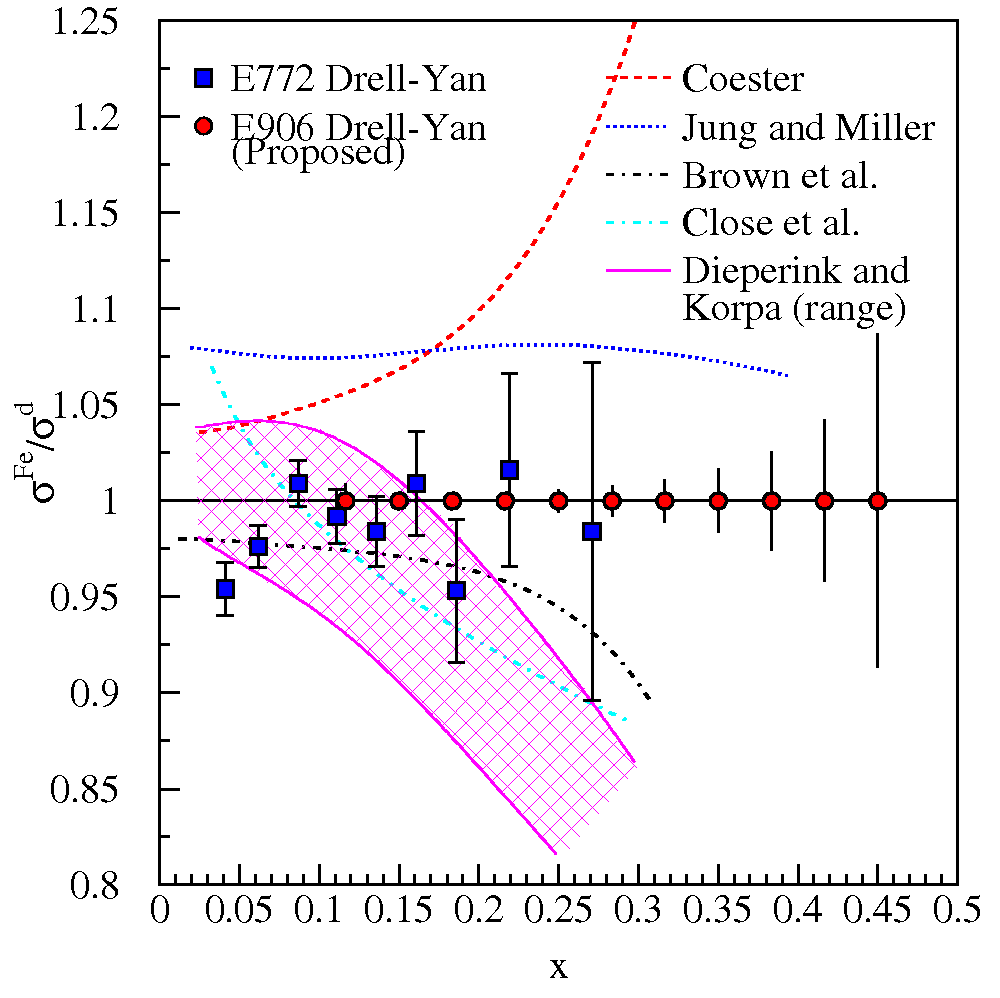 1.25
1.2
1.15
1.1
1.05
1
0.95
0.9
0.85
0.8
σFe/σd
E772 Drell-Yan
E906 Drell-Yan
(Proposed)
Coester
Jung and Miller
Brown et al.
Close et al.
Dieperink and
Korpa (range)
0 0.05 0.1 0.15 0.2 0.25 0.3 0.35 0.4 0.45 0.5
x